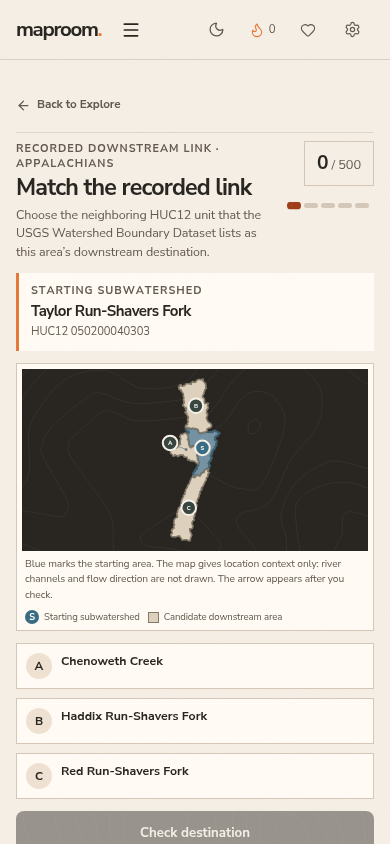 maproom.
0
Back to Explore
RECORDED DOWNSTREAM LINK ·
APPALACHIANS
Match the recorded link
Choose the neighboring HUC12 unit that the
USGS Watershed Boundary Dataset lists as
this area's downstream destination.
0 / 500
STARTING SUBWATERSHED
Taylor Run-Shavers Fork
HUC12 050200040303
B
A
S
C
Blue marks the starting area. The map gives location context only: river
channels and flow direction are not drawn. The arrow appears after you
check.
S Starting subwatershed
Candidate downstream area
A Chenoweth Creek
B Haddix Run-Shavers Fork
C Red Run-Shavers Fork
Check destination